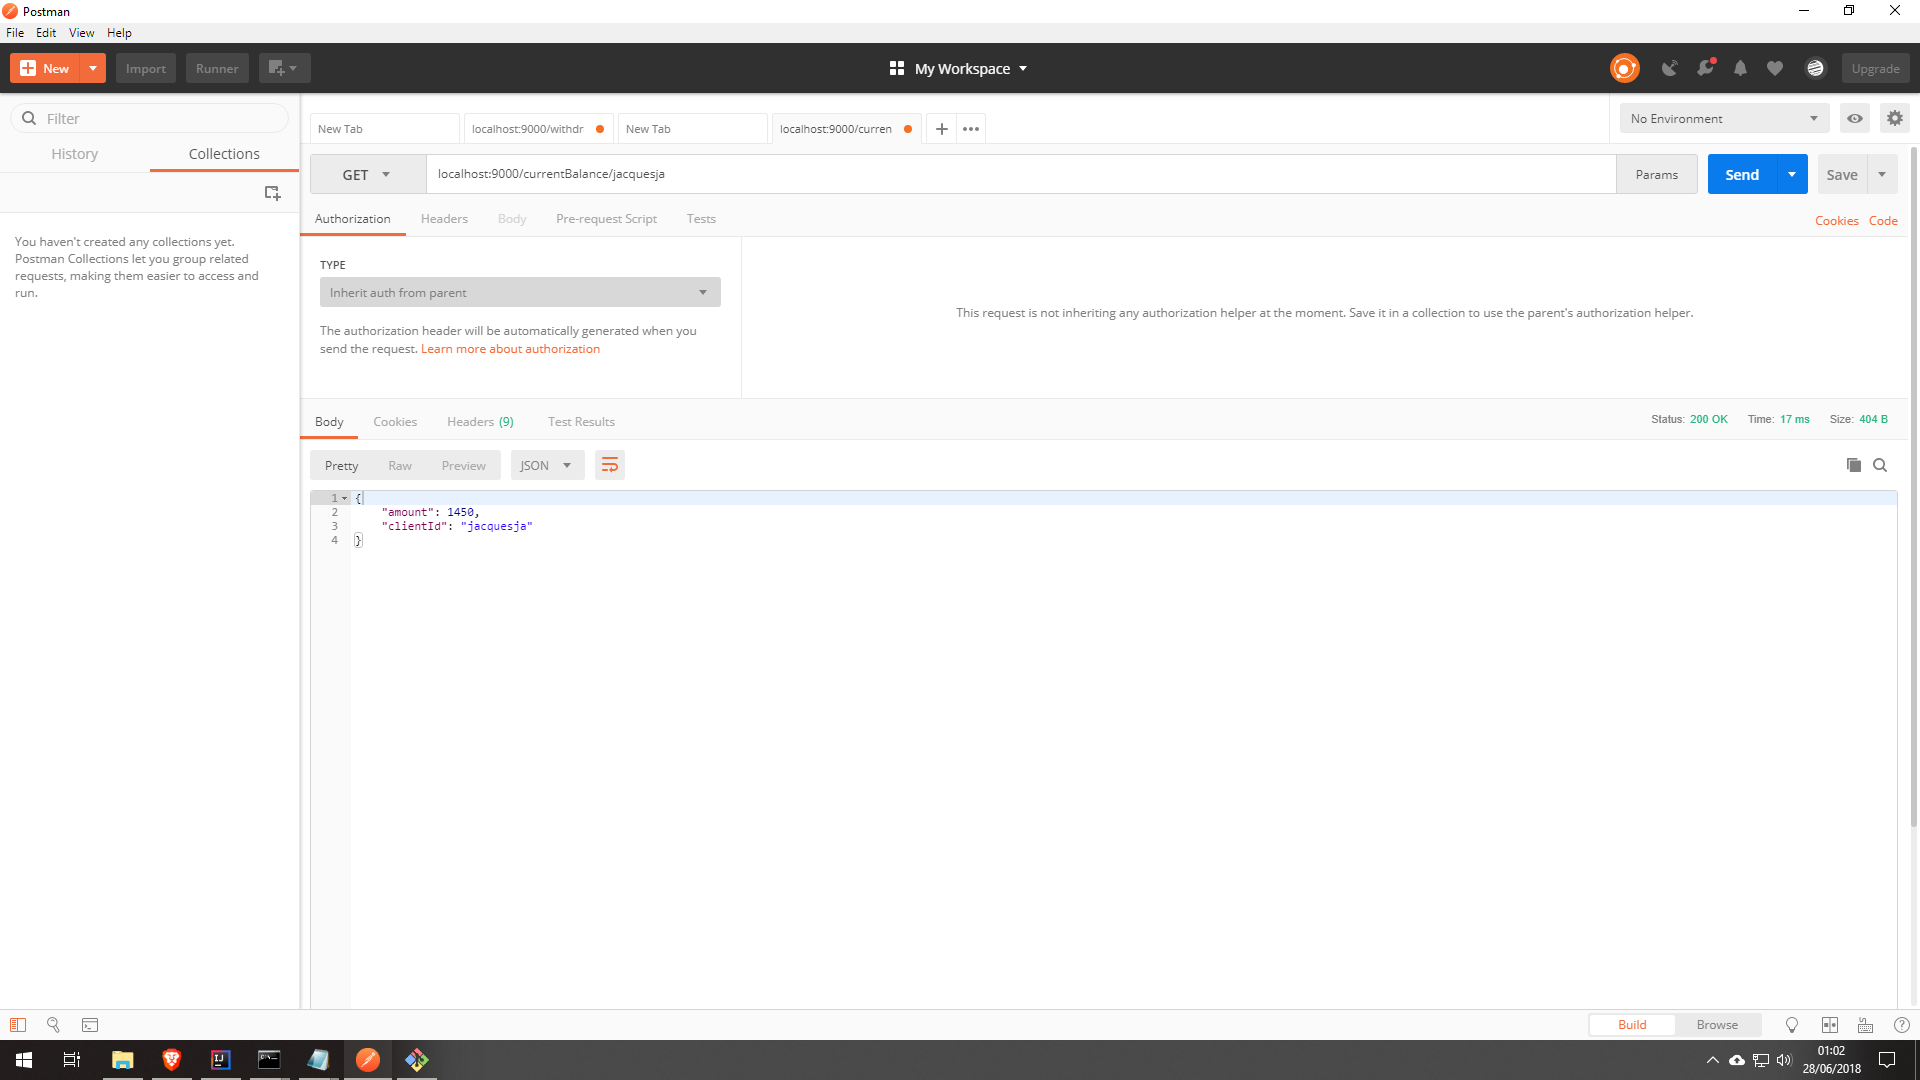 Postman
File Edit View Help
New Import Runner My Workspace Upgrade
Filter
History Collections
You haven't created any collections yet.
Postman Collections let you group related
requests, making them easier to access and
run.
New Tab localhost:9000/withdr New Tab localhost:9000/curren No Environment
GET localhost:9000/currentBalance/jacquesja Params Send Save
Authorization Headers Body Pre-request Script Tests Cookies Code
TYPE
Inherit auth from parent
The authorization header will be automatically generated when you
send the request. Learn more about authorization
This request is not inheriting any authorization helper at the moment. Save it in a collection to use the parent's authorization helper.
Body Cookies Headers (9) Test Results Status: 200 OK Time: 17 ms Size: 404 B
Pretty Raw Preview JSON
1 {
2 "amount": 1450,
3 "clientId": "jacquesja"
4 }
Build Browse
01:02
28/06/2018